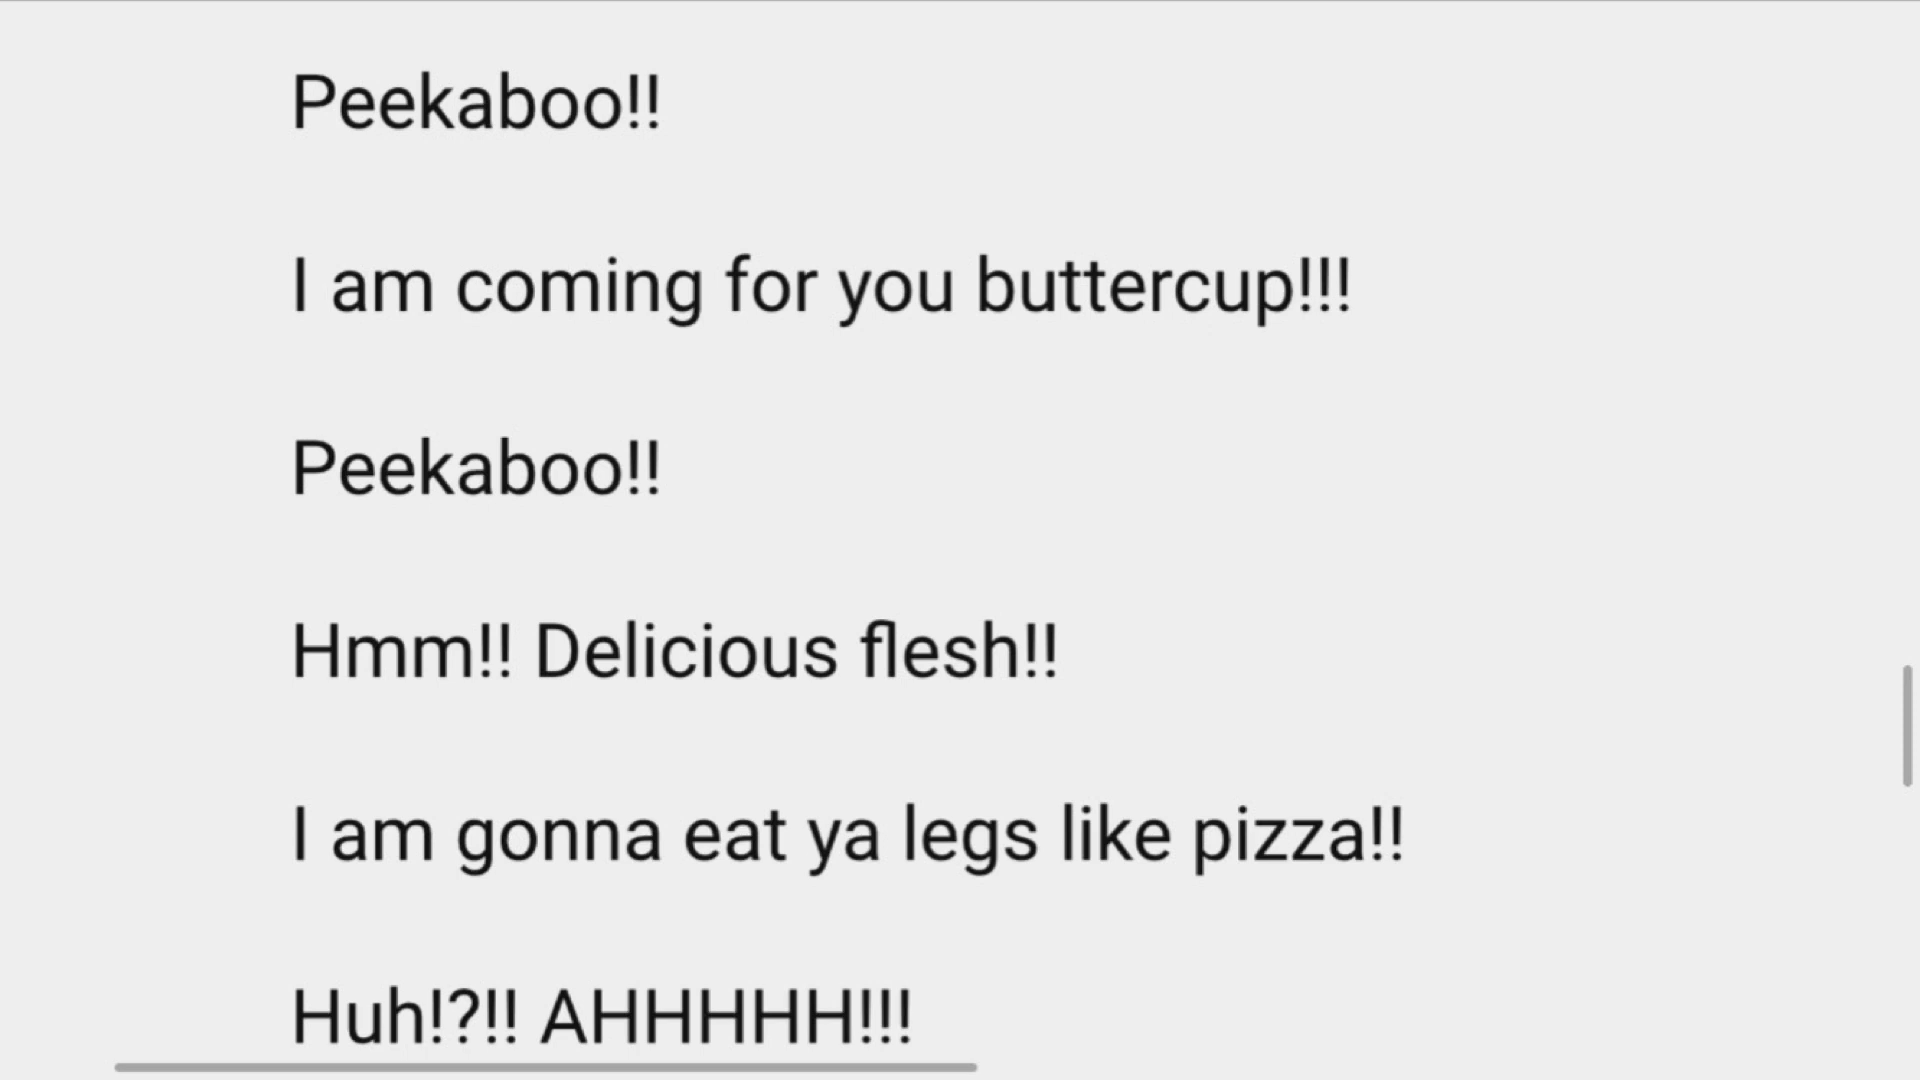 Peekaboo!!
I am coming for you buttercup!!!
Peekaboo!!
Hmm!! Delicious flesh!!
I am gonna eat ya legs like pizza!!
Huh!?!! AHHHHH!!!